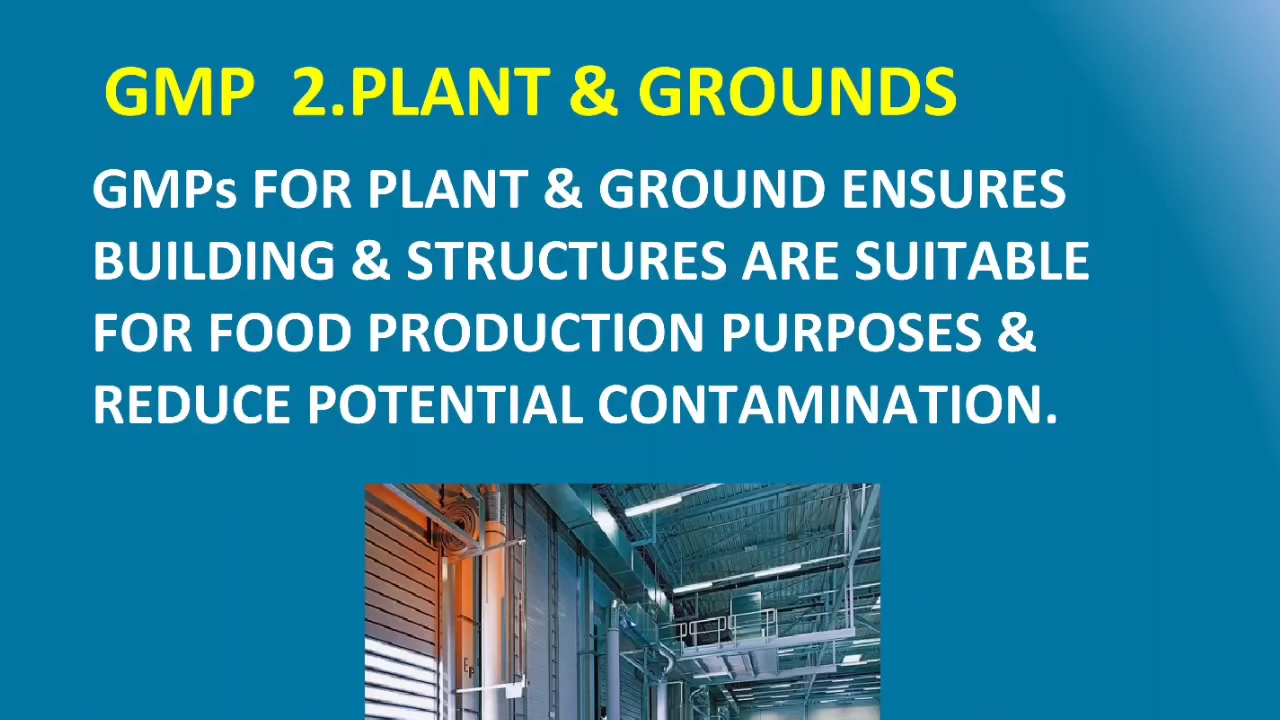 GMP 2.PLANT & GROUNDS
GMPs FOR PLANT & GROUND ENSURES
BUILDING & STRUCTURES ARE SUITABLE
FOR FOOD PRODUCTION PURPOSES &
REDUCE POTENTIAL CONTAMINATION.